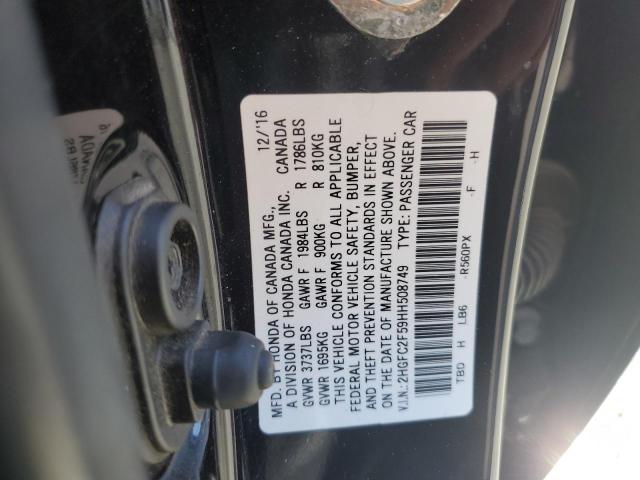 MFD. BY HONDA OF CANADA MFG., 12/'16
A DIVISION OF HONDA CANADA INC. CANADA
GVWR 3737LBS GAWR F 1984LBS R 1786LBS
GVWR 1695KG GAWR F 900KG R 810KG
THIS VEHICLE CONFORMS TO ALL APPLICABLE
FEDERAL MOTOR VEHICLE SAFETY, BUMPER,
AND THEFT PREVENTION STANDARDS IN EFFECT
ON THE DATE OF MANUFACTURE SHOWN ABOVE.
V.I.N.: 2HGFC2F59HH508749 TYPE: PASSENGER CAR
TBD H LB6 -R560PX -F -H